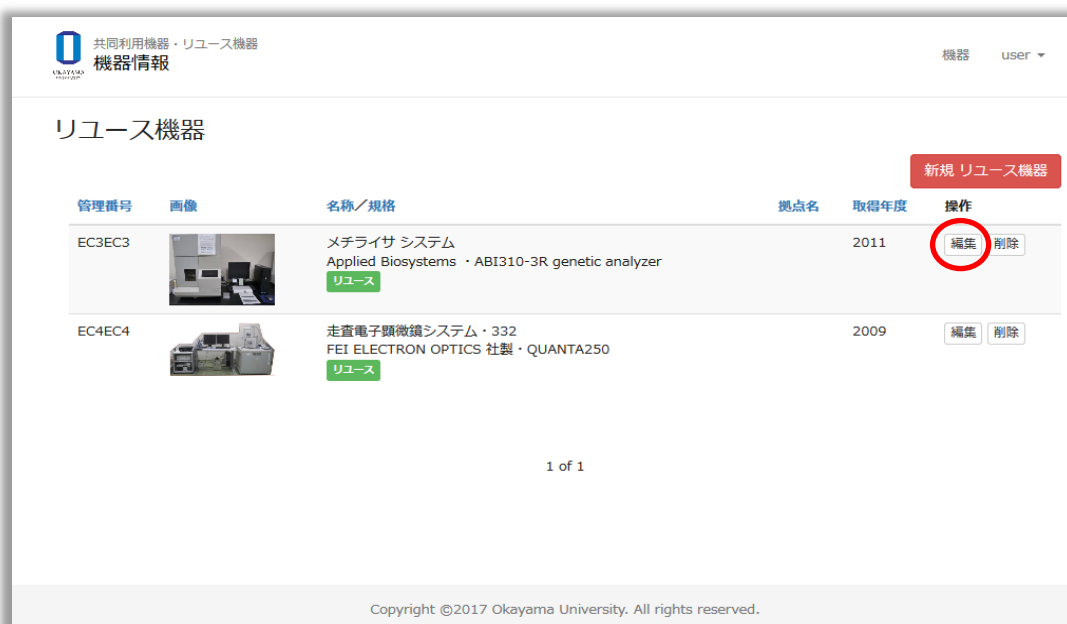 共同利用機器・リユース機器
機器情報
OKAYAMA
UNIVERSITY
機器 user
リユース機器
新規 リユース機器
管理番号 画像 名称／規格 拠点名 取得年度 操作
EC3EC3 メチライサ システム 2011 編集 削除
Applied Biosystems ・ABI310-3R genetic analyzer
リユース
EC4EC4 走査電子顕微鏡システム・332 2009 編集 削除
FEI ELECTRON OPTICS 社製・QUANTA250
リユース
1 of 1
Copyright ©2017 Okayama University. All rights reserved.